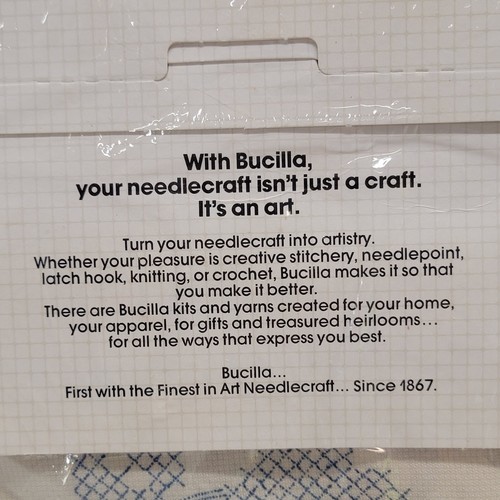 With Bucilla,
your needlecraft isn't just a craft.
It's an art.
Turn your needlecraft into artistry.
Whether your pleasure is creative stitchery, needlepoint,
latch hook, knitting, or crochet, Bucilla makes it so that
you make it better.
There are Bucilla kits and yarns created for your home,
your apparel, for gifts and treasured heirlooms...
for all the ways that express you best.
Bucilla...
First with the Finest in Art Needlecraft... Since 1867.